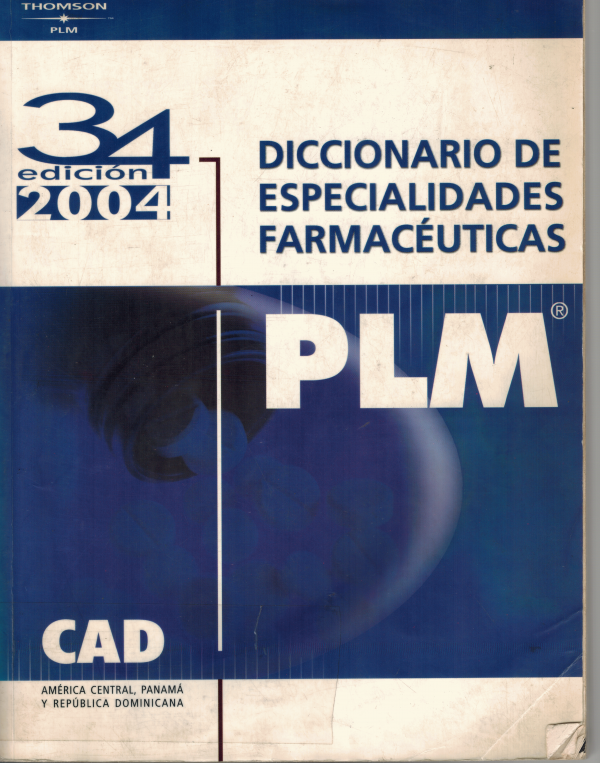 THOMSON
PLM
34
edición
2004
DICCIONARIO DE
ESPECIALIDADES
FARMACÉUTICAS
PLM®
CAD
AMÉRICA CENTRAL, PANAMÁ
Y REPÚBLICA DOMINICANA